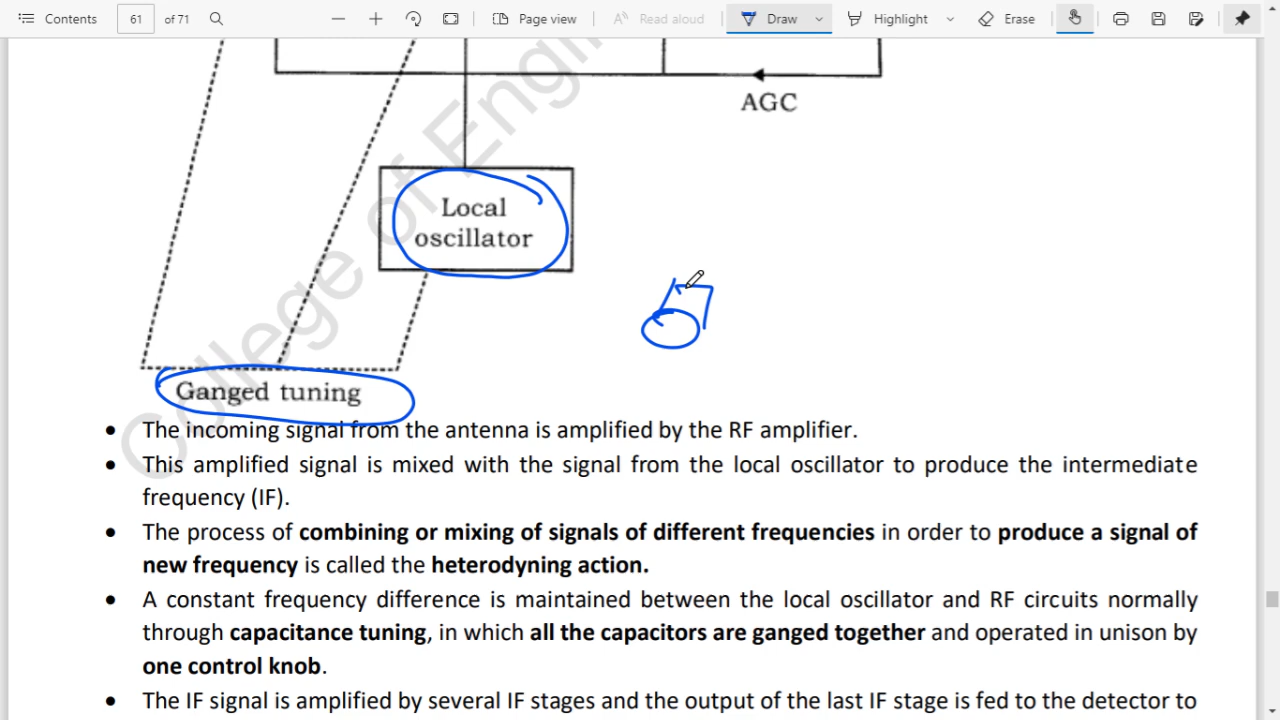 Contents
61 of 71
Page view
Read aloud
Draw
Highlight
Erase
AGC
Local
oscillator
Ganged tuning
College of Engi
• The incoming signal from the antenna is amplified by the RF amplifier.
• This amplified signal is mixed with the signal from the local oscillator to produce the intermediate
frequency (IF).
• The process of combining or mixing of signals of different frequencies in order to produce a signal of
new frequency is called the heterodyning action.
• A constant frequency difference is maintained between the local oscillator and RF circuits normally
through capacitance tuning, in which all the capacitors are ganged together and operated in unison by
one control knob.
• The IF signal is amplified by several IF stages and the output of the last IF stage is fed to the detector to